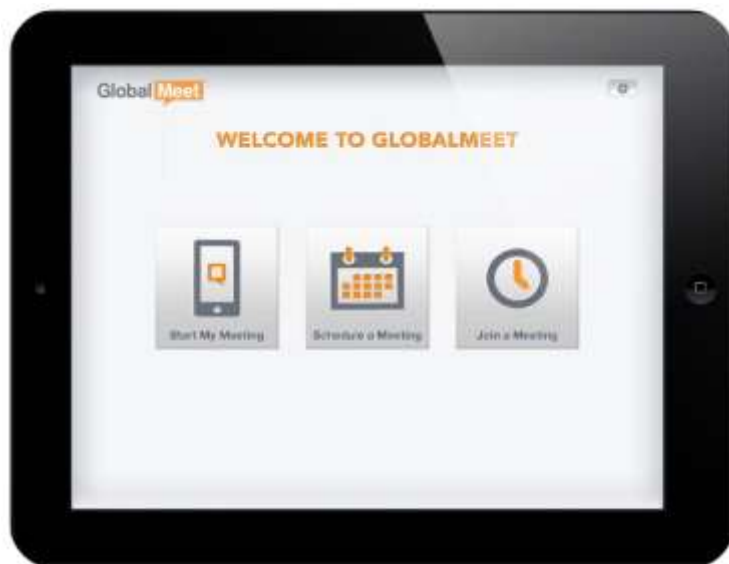 Global Meet
WELCOME TO GLOBALMEET
Start My Meeting
Schedule a Meeting
Join a Meeting